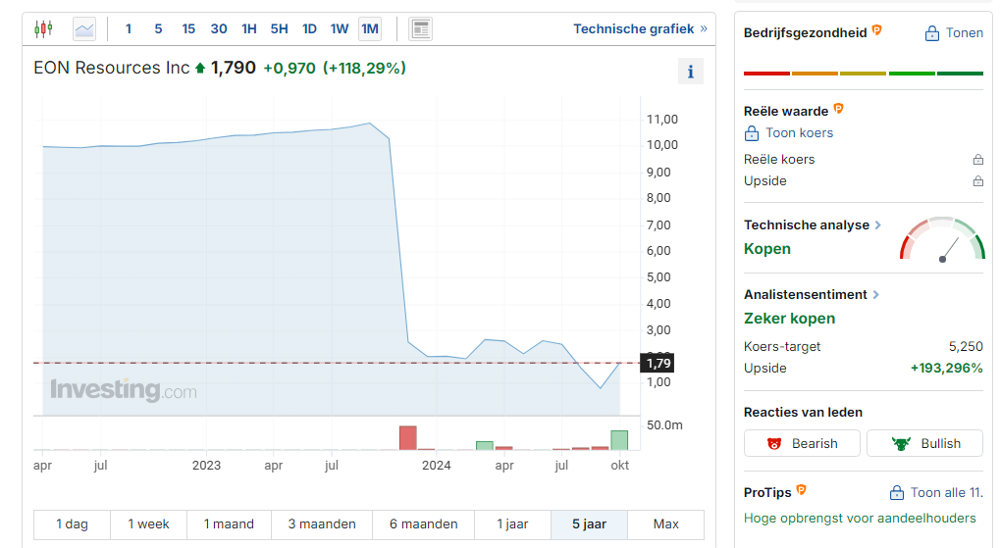 1 5 15 30 1H 5H 1D 1W 1M
Technische grafiek »
EON Resources Inc 1,790 +0,970 (+118,29%)
i
11,00
10,00
9,00
8,00
7,00
6,00
5,00
4,00
3,00
1,79
1,00
Investing.com
50.0m
apr jul 2023 apr jul 2024 apr jul okt
1 dag 1 week 1 maand 3 maanden 6 maanden 1 jaar 5 jaar Max
Bedrijfsgezondheid P Tonen
Reële waarde P
Toon koers
Reële koers
Upside
Technische analyse
Kopen
Analistensentiment
Zeker kopen
Koers-target 5,250
Upside +193,296%
Reacties van leden
Bearish Bullish
ProTips P Toon alle 11.
Hoge opbrengst voor aandeelhouders